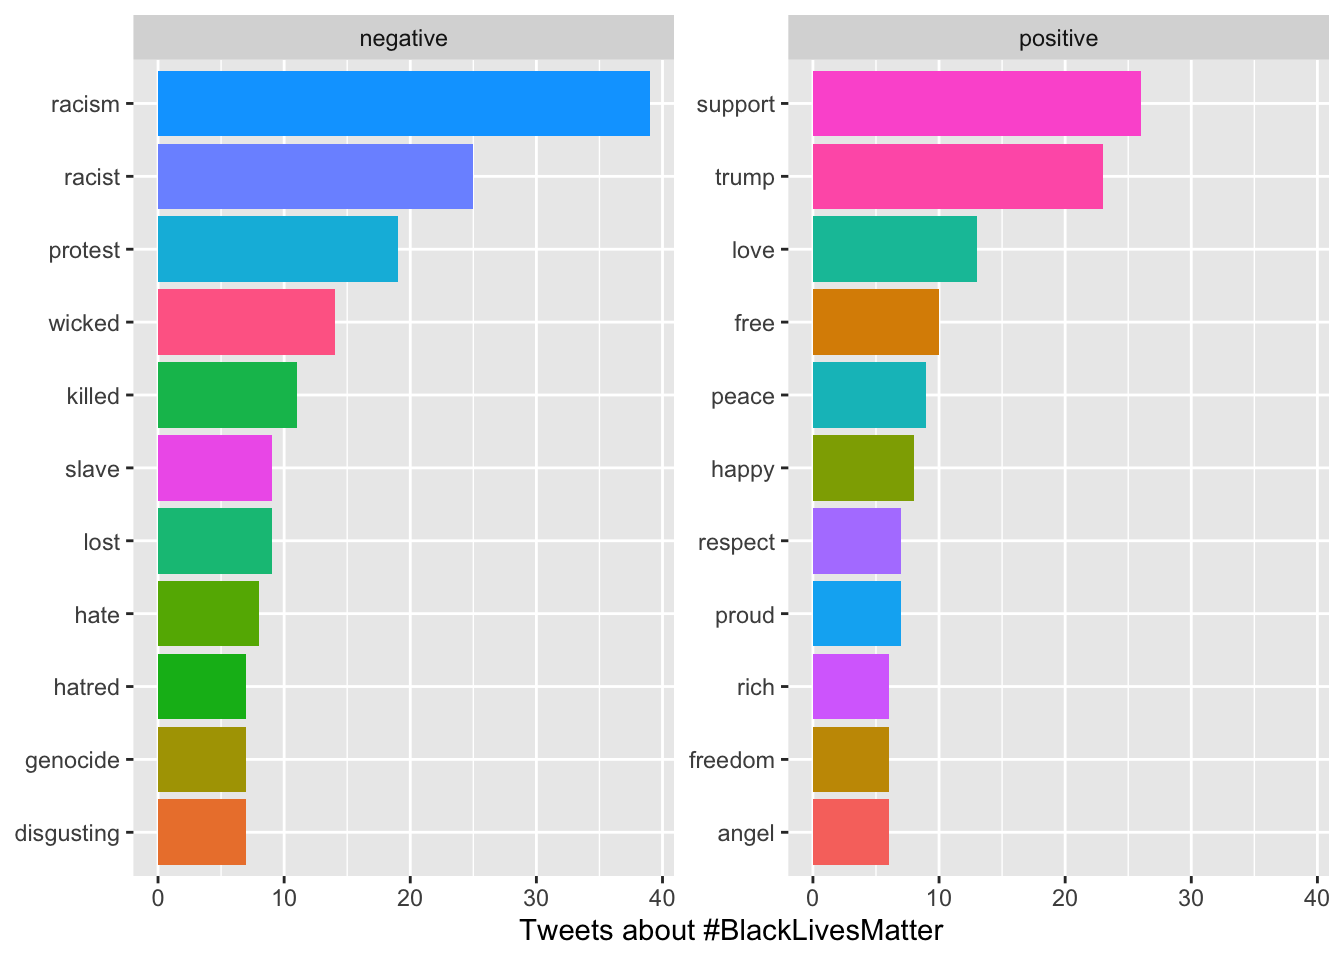 negative
racism
racist
protest
wicked
killed
slave
lost
hate
hatred
genocide
disgusting
0 10 20 30 40
positive
support
trump
love
free
peace
happy
respect
proud
rich
freedom
angel
0 10 20 30 40
Tweets about #BlackLivesMatter